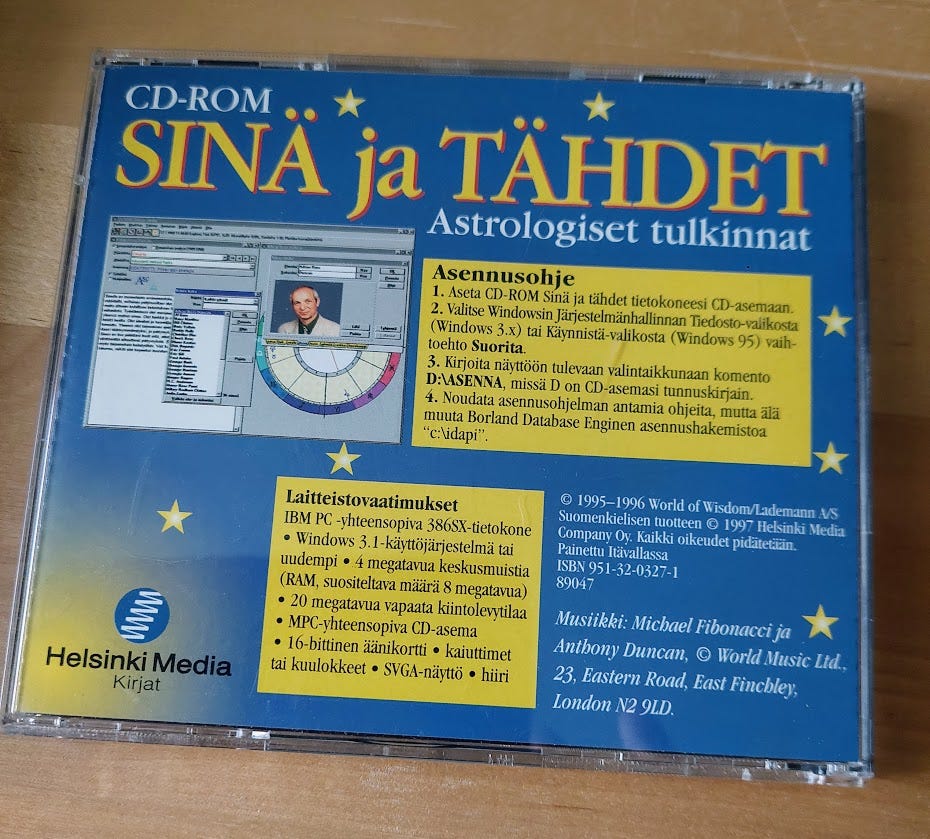 CD-ROM
SINÄ ja TÄHDET
Astrologiset tulkinnat
Asennusohje
1. Aseta CD-ROM Sinä ja tähdet tietokoneesi CD-asemaan.
2. Valitse Windowsin Järjestelmänhallinnan Tiedosto-valikosta
(Windows 3.x) tai Käynnistä-valikosta (Windows 95) vaih-
toehto Suorita.
3. Kirjoita näyttöön tulevaan valintaikkunaan komento
D:\ASENNA, missä D on CD-asemasi tunnuskirjain.
4. Noudata asennusohjelman antamia ohjeita, mutta älä
muuta Borland Database Enginen asennushakemistoa
“c:\idapi”.
Laitteistovaatimukset
IBM PC -yhteensopiva 386SX-tietokone
• Windows 3.1-käyttöjärjestelmä tai
uudempi • 4 megatavua keskusmuistia
(RAM, suositeltava määrä 8 megatavua)
• 20 megatavua vapaata kiintolevytilaa
• MPC-yhteensopiva CD-asema
• 16-bittinen äänikortti • kaiuttimet
tai kuulokkeet • SVGA-näyttö • hiiri
© 1995–1996 World of Wisdom/Lademann A/S
Suomenkielisen tuotteen © 1997 Helsinki Media
Company Oy. Kaikki oikeudet pidätetään.
Painettu Itävallassa
ISBN 951-32-0327-1
89047
Musiikki: Michael Fibonacci ja
Anthony Duncan, © World Music Ltd.,
23, Eastern Road, East Finchley,
London N2 9LD.
Helsinki Media
Kirjat